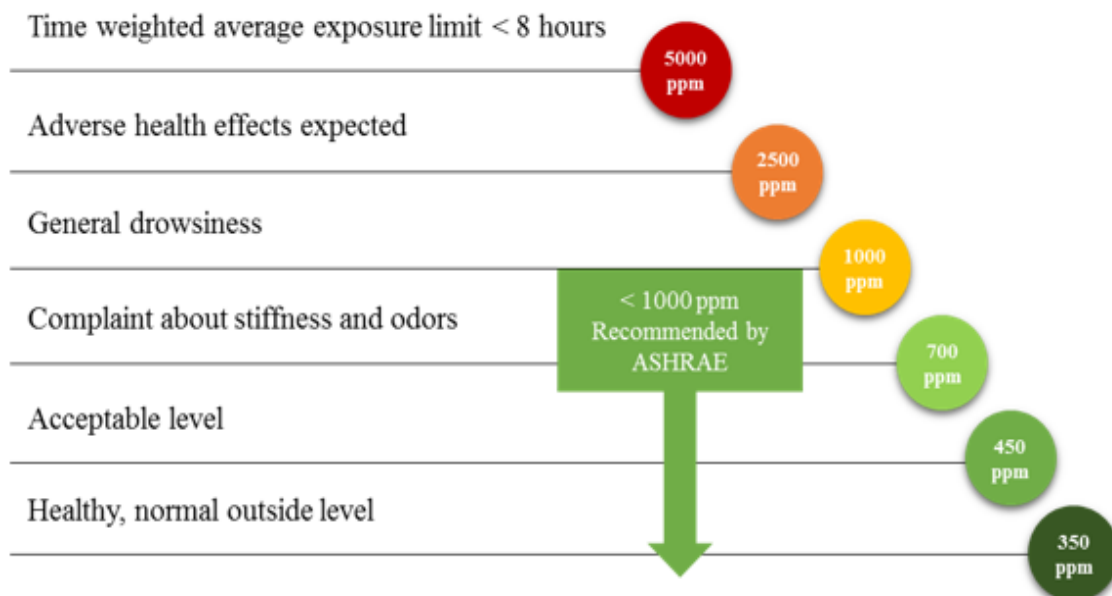 Time weighted average exposure limit < 8 hours
5000
ppm
Adverse health effects expected
2500
ppm
General drowsiness
1000
ppm
< 1000 ppm
Recommended by
ASHRAE
Complaint about stiffness and odors
700
ppm
Acceptable level
450
ppm
Healthy, normal outside level
350
ppm